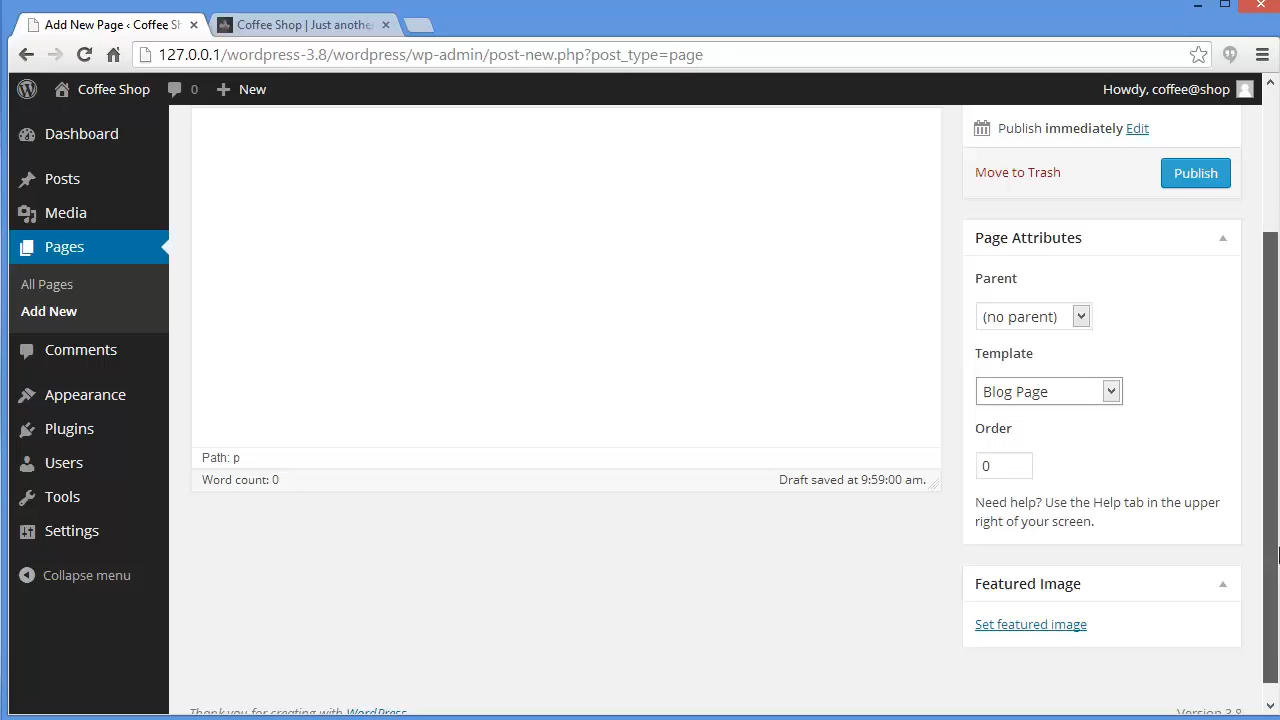 Add New Page ‹ Coffee Sh
Coffee Shop | Just anothe
127.0.0.1/wordpress-3.8/wordpress/wp-admin/post-new.php?post_type=page
Coffee Shop 0 New Howdy, coffee@shop
Dashboard
Posts
Media
Pages
All Pages
Add New
Comments
Appearance
Plugins
Users
Tools
Settings
Collapse menu
Path: p
Word count: 0 Draft saved at 9:59:00 am.
Publish immediately Edit
Move to Trash Publish
Page Attributes
Parent
(no parent)
Template
Blog Page
Order
0
Need help? Use the Help tab in the upper
right of your screen.
Featured Image
Set featured image
Thank you for creating with WordPress
Version 3.8